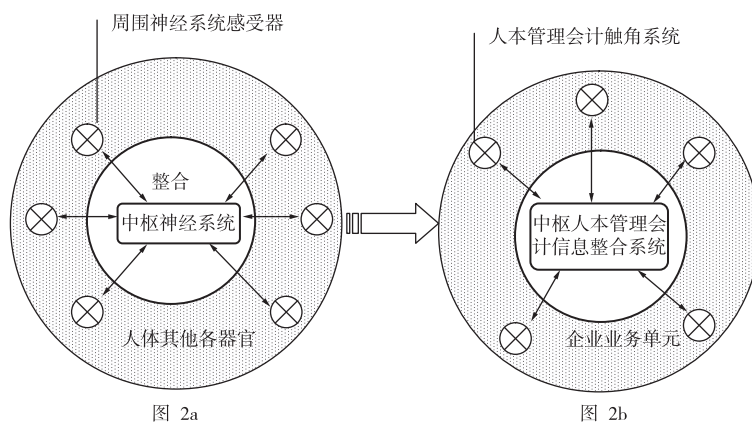 周围神经系统感受器
整合
中枢神经系统
人体其他各器官
图 2a
人本管理会计触角系统
中枢人本管理会
计信息整合系统
企业业务单元
图 2b